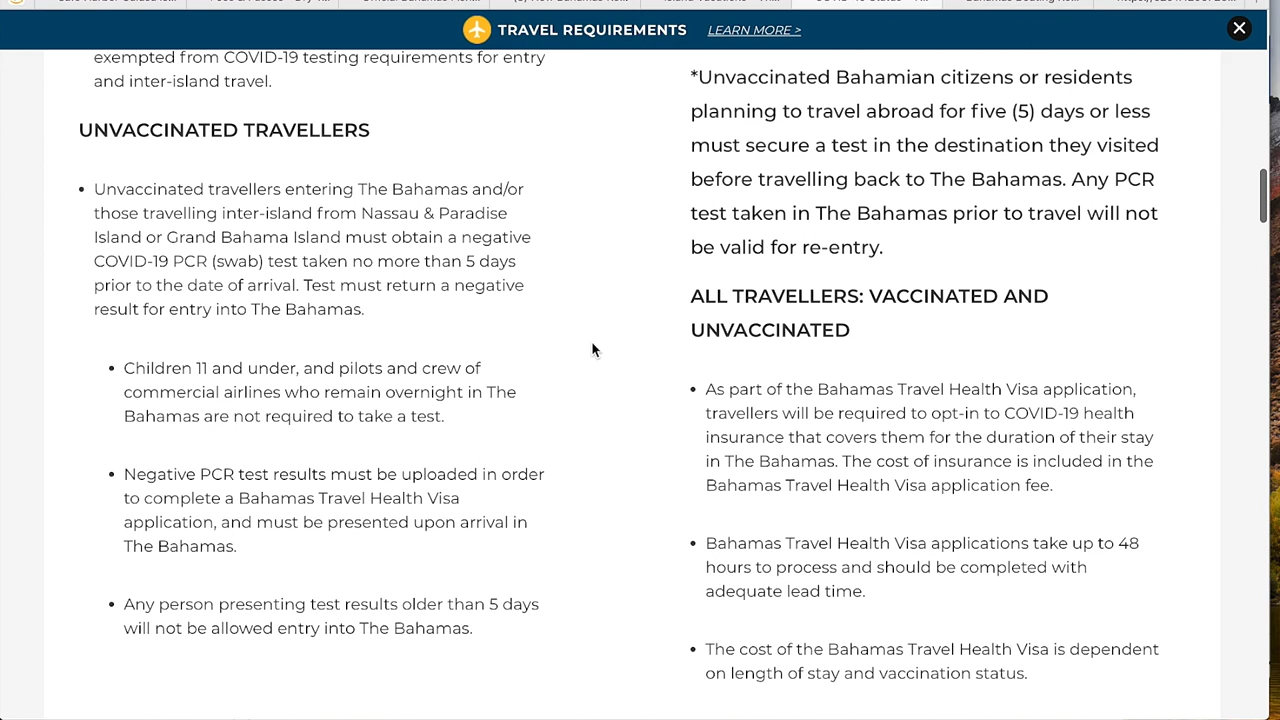 TRAVEL REQUIREMENTS LEARN MORE >
exempted from COVID-19 testing requirements for entry
and inter-island travel.
UNVACCINATED TRAVELLERS
• Unvaccinated travellers entering The Bahamas and/or
those travelling inter-island from Nassau & Paradise
Island or Grand Bahama Island must obtain a negative
COVID-19 PCR (swab) test taken no more than 5 days
prior to the date of arrival. Test must return a negative
result for entry into The Bahamas.
• Children 11 and under, and pilots and crew of
commercial airlines who remain overnight in The
Bahamas are not required to take a test.
• Negative PCR test results must be uploaded in order
to complete a Bahamas Travel Health Visa
application, and must be presented upon arrival in
The Bahamas.
• Any person presenting test results older than 5 days
will not be allowed entry into The Bahamas.
*Unvaccinated Bahamian citizens or residents
planning to travel abroad for five (5) days or less
must secure a test in the destination they visited
before travelling back to The Bahamas. Any PCR
test taken in The Bahamas prior to travel will not
be valid for re-entry.
ALL TRAVELLERS: VACCINATED AND
UNVACCINATED
• As part of the Bahamas Travel Health Visa application,
travellers will be required to opt-in to COVID-19 health
insurance that covers them for the duration of their stay
in The Bahamas. The cost of insurance is included in the
Bahamas Travel Health Visa application fee.
• Bahamas Travel Health Visa applications take up to 48
hours to process and should be completed with
adequate lead time.
• The cost of the Bahamas Travel Health Visa is dependent
on length of stay and vaccination status.